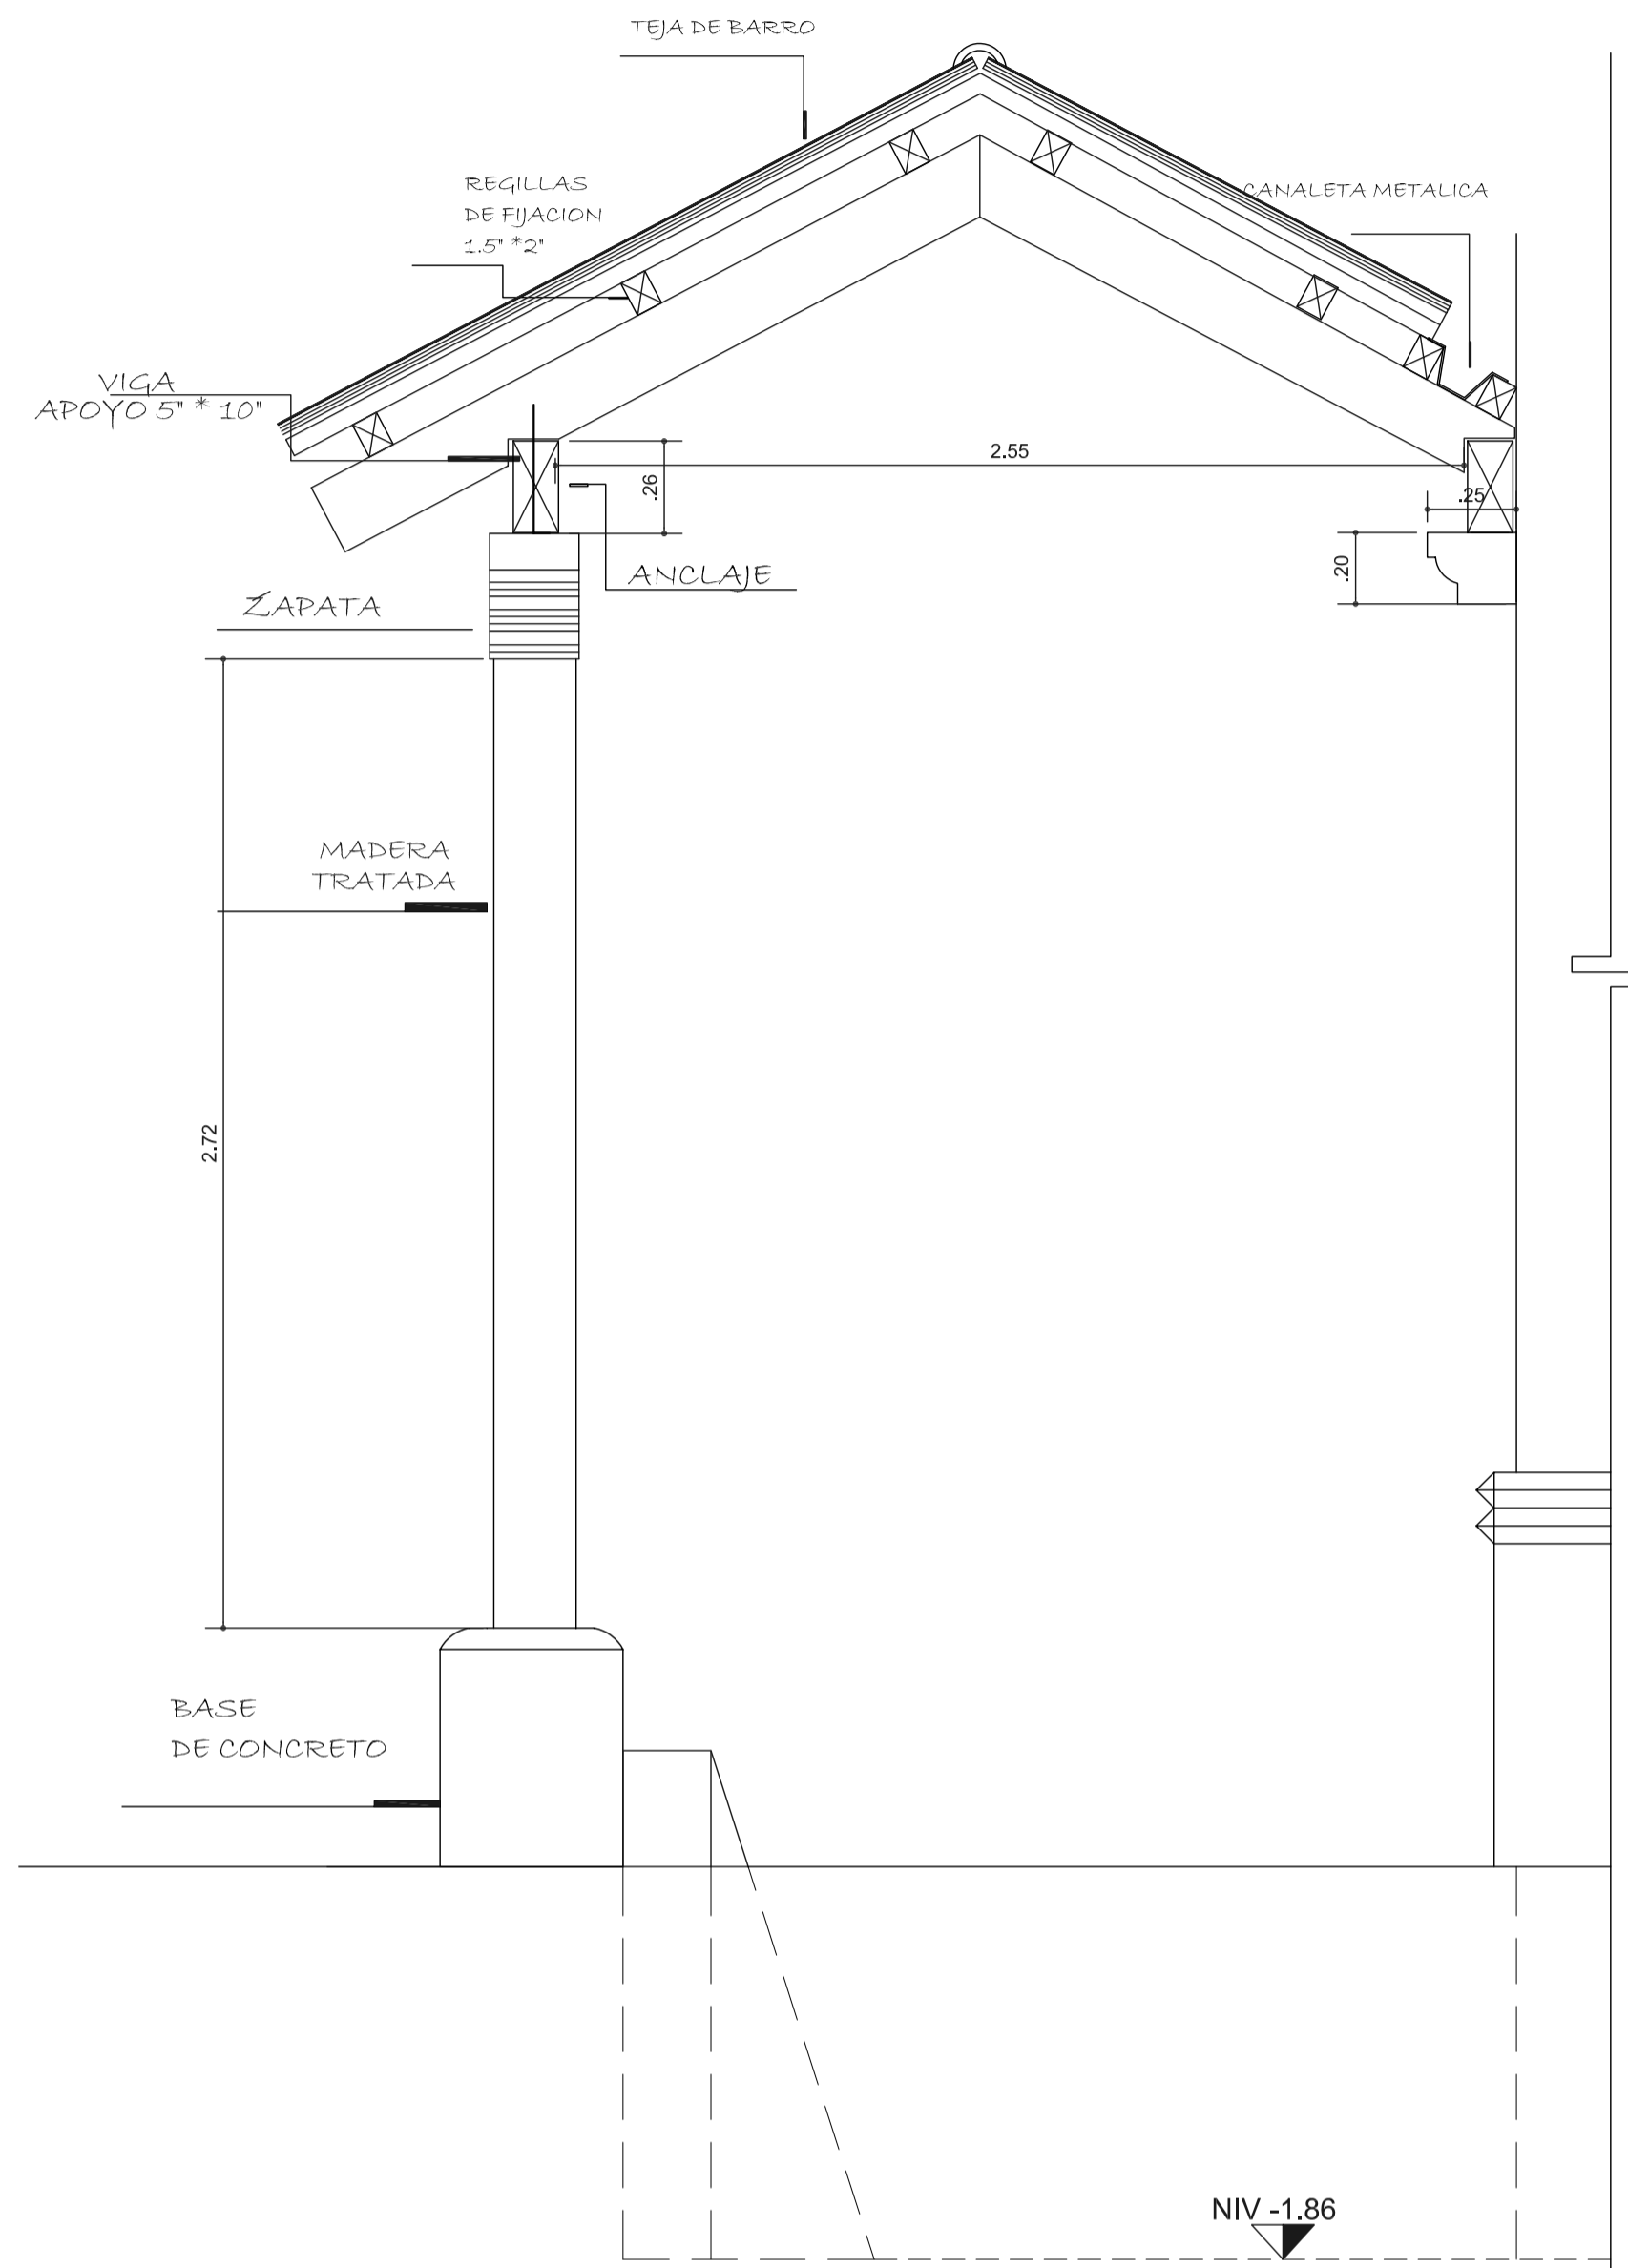 TEJA DE BARRO
REGILLAS
DE FIJACION
1.5" *2"
CANALETA METALICA
VIGA
APOYO 5" * 10"
2.55
.26
.25
.20
ANCLAJE
ZAPATA
MADERA
TRATADA
2.72
BASE
DE CONCRETO
NIV -1.86